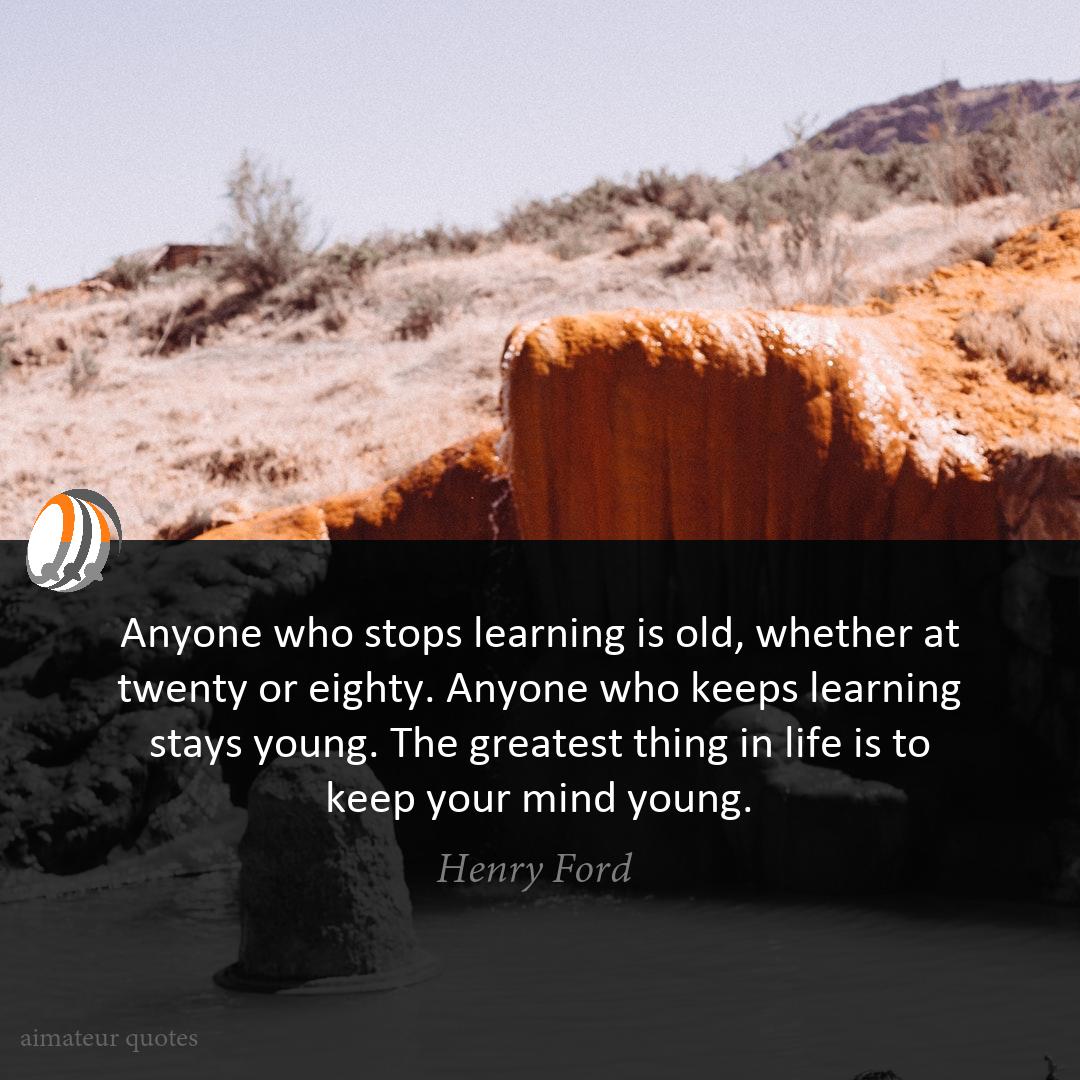 Anyone who stops learning is old, whether at
twenty or eighty. Anyone who keeps learning
stays young. The greatest thing in life is to
keep your mind young.
Henry Ford
aimateur quotes